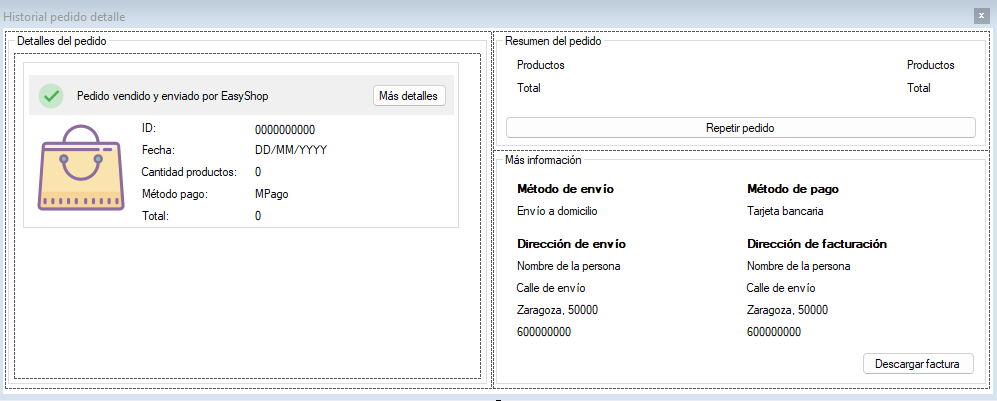 Historial pedido detalle
x
Detalles del pedido
Pedido vendido y enviado por EasyShop
Más detalles
ID: 0000000000
Fecha: DD/MM/YYYY
Cantidad productos: 0
Método pago: MPago
Total: 0
Resumen del pedido
Productos Productos
Total Total
Repetir pedido
Más información
Método de envío
Envío a domicilio
Método de pago
Tarjeta bancaria
Dirección de envío
Nombre de la persona
Calle de envío
Zaragoza, 50000
600000000
Dirección de facturación
Nombre de la persona
Calle de envío
Zaragoza, 50000
600000000
Descargar factura